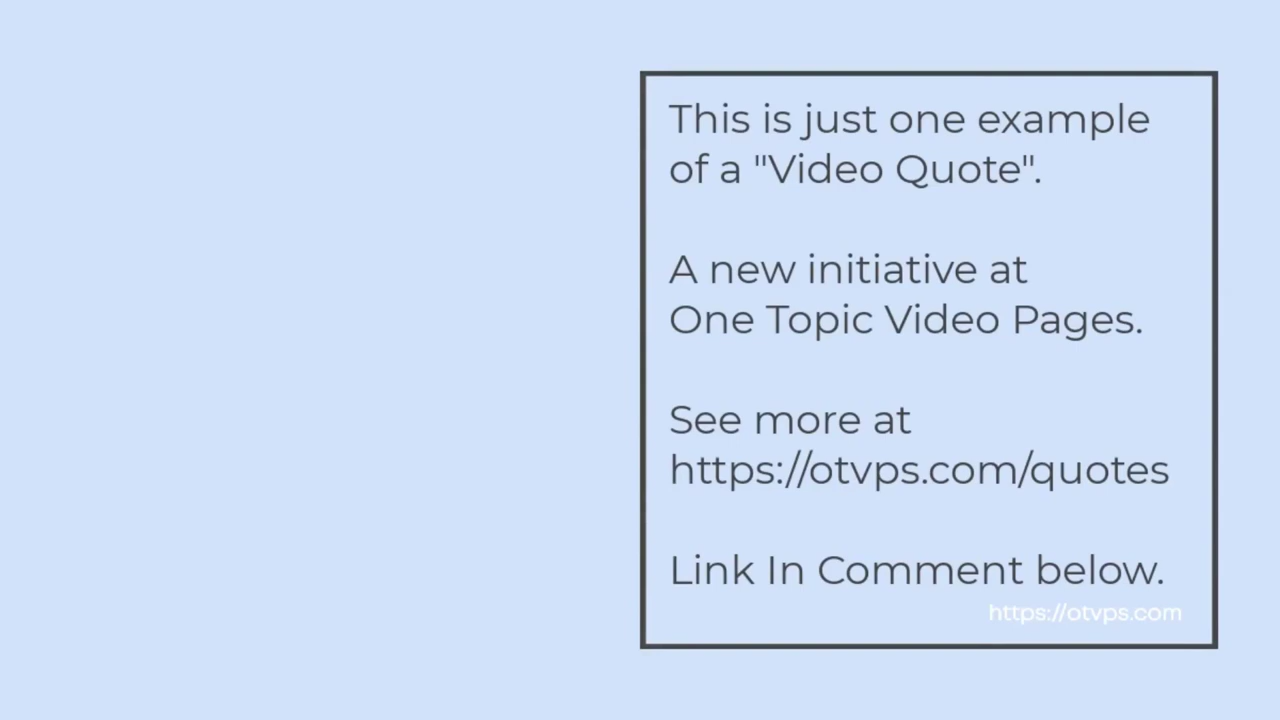 This is just one example
of a "Video Quote".
A new initiative at
One Topic Video Pages.
See more at
https://otvps.com/quotes
Link In Comment below.
https://otvps.com